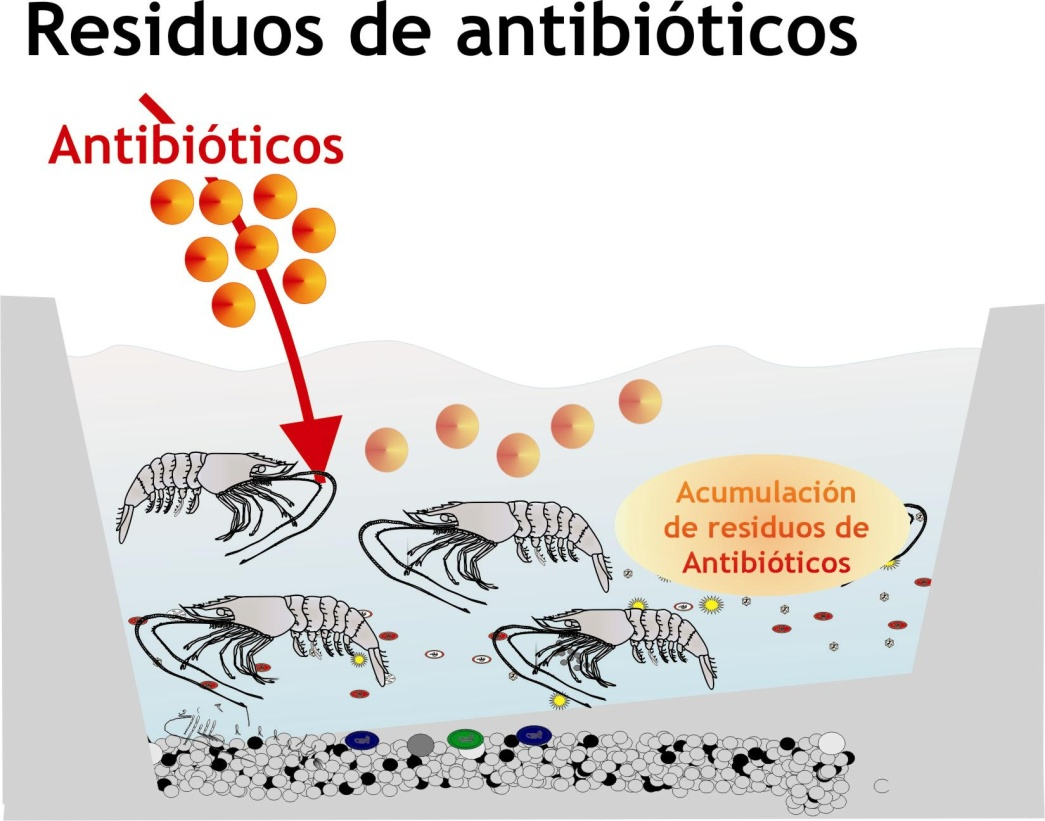 Residuos de antibióticos
Antibióticos
Acumulación
de residuos de
Antibióticos